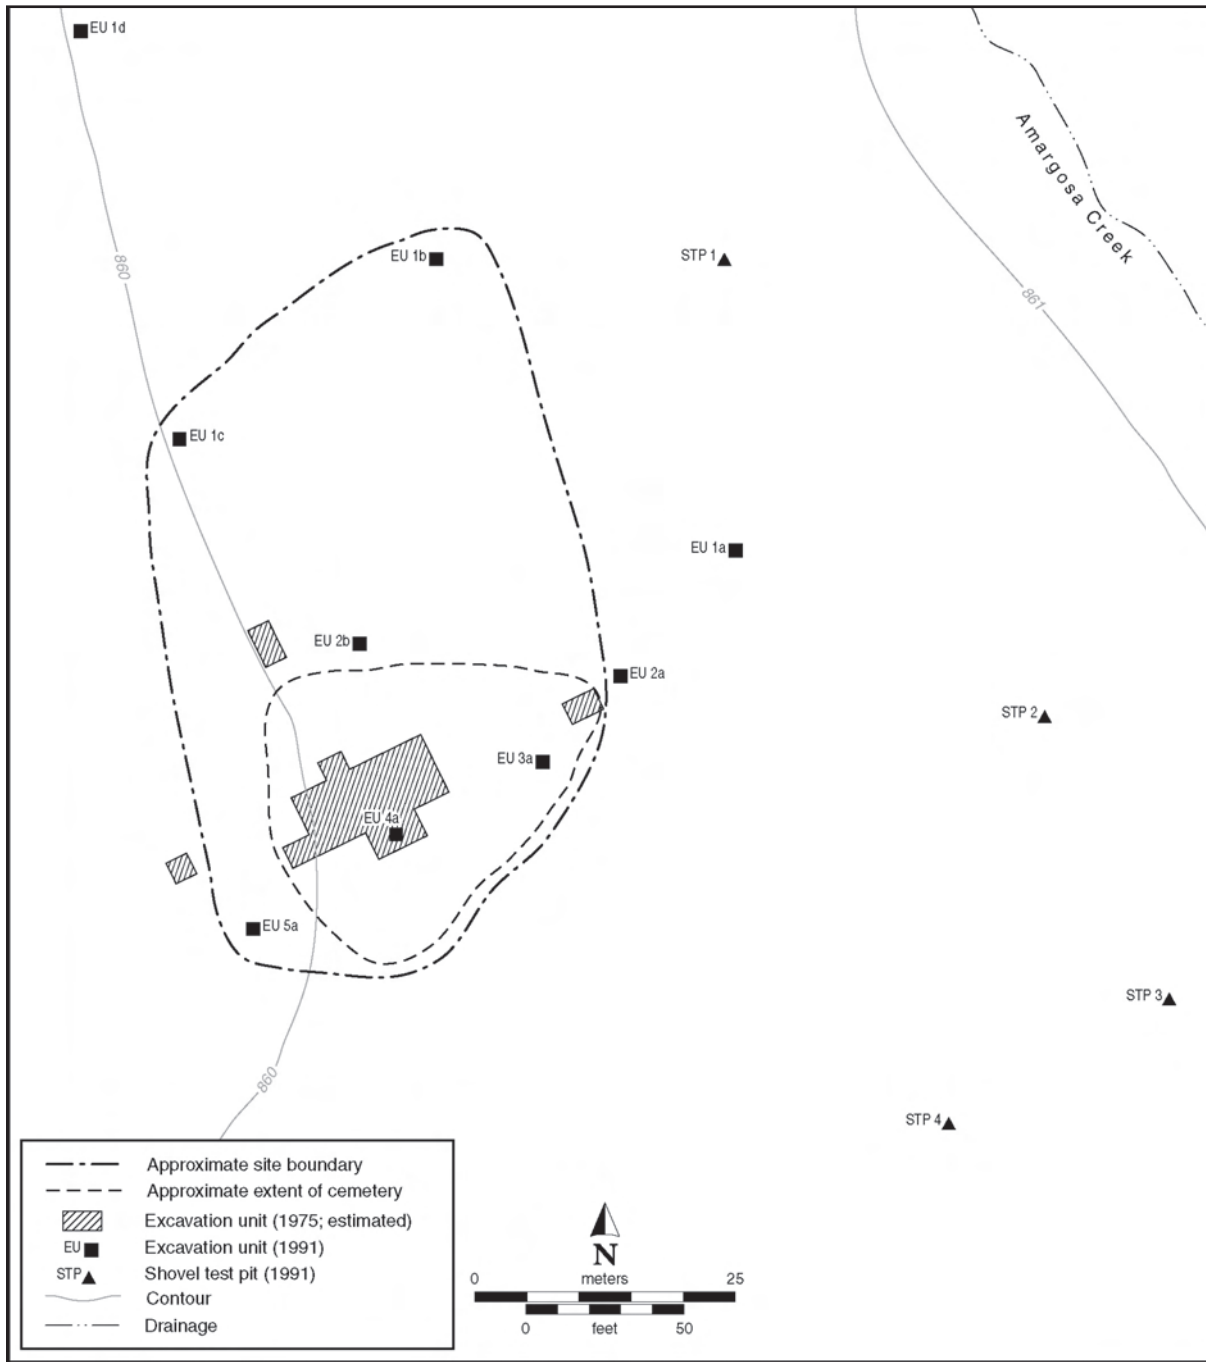 EU 1d
Amargosa Creek
EU 1b
STP 1
860
861
EU 1c
EU 1a
EU 2b
EU 2a
STP 2
EU 3a
EU 4a
EU 5a
STP 3
860
STP 4
Approximate site boundary
Approximate extent of cemetery
Excavation unit (1975; estimated)
EU Excavation unit (1991)
STP Shovel test pit (1991)
Contour
Drainage
N
0 meters 25
0 feet 50